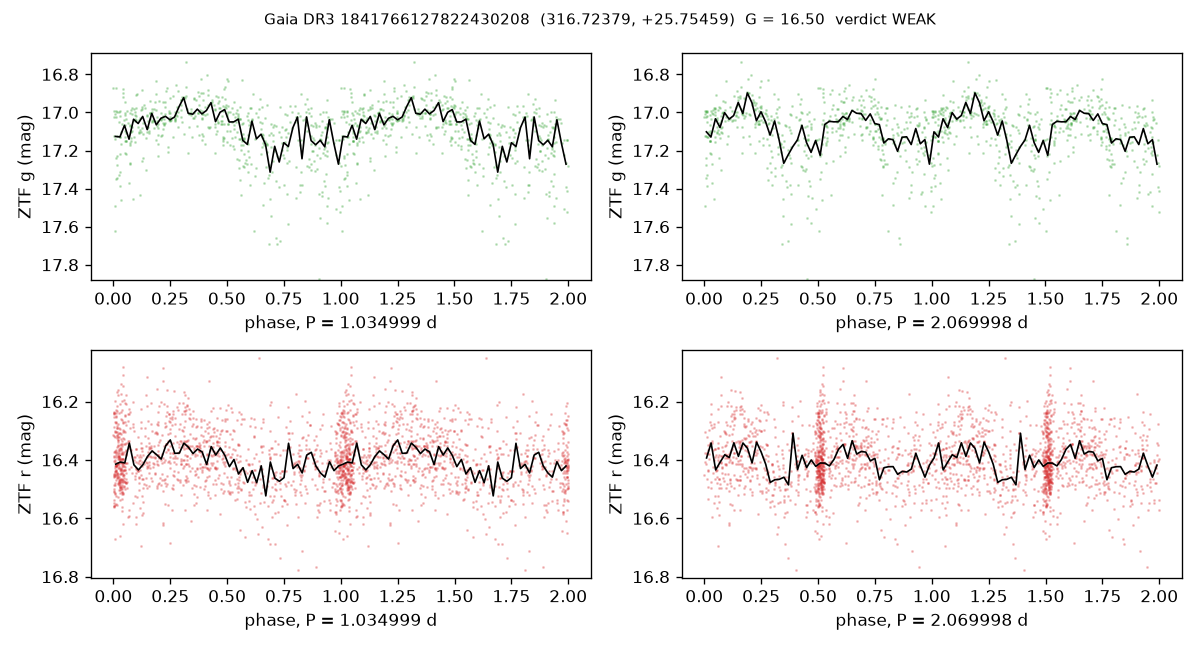 Gaia DR3 1841766127822430208 (316.72379, +25.75459) G = 16.50 verdict WEAK
ZTF g (mag)
16.8
17.0
17.2
17.4
17.6
17.8
0.00 0.25 0.50 0.75 1.00 1.25 1.50 1.75 2.00
phase, P = 1.034999 d
ZTF g (mag)
16.8
17.0
17.2
17.4
17.6
17.8
0.00 0.25 0.50 0.75 1.00 1.25 1.50 1.75 2.00
phase, P = 2.069998 d
ZTF r (mag)
16.2
16.4
16.6
16.8
0.00 0.25 0.50 0.75 1.00 1.25 1.50 1.75 2.00
phase, P = 1.034999 d
ZTF r (mag)
16.2
16.4
16.6
16.8
0.00 0.25 0.50 0.75 1.00 1.25 1.50 1.75 2.00
phase, P = 2.069998 d